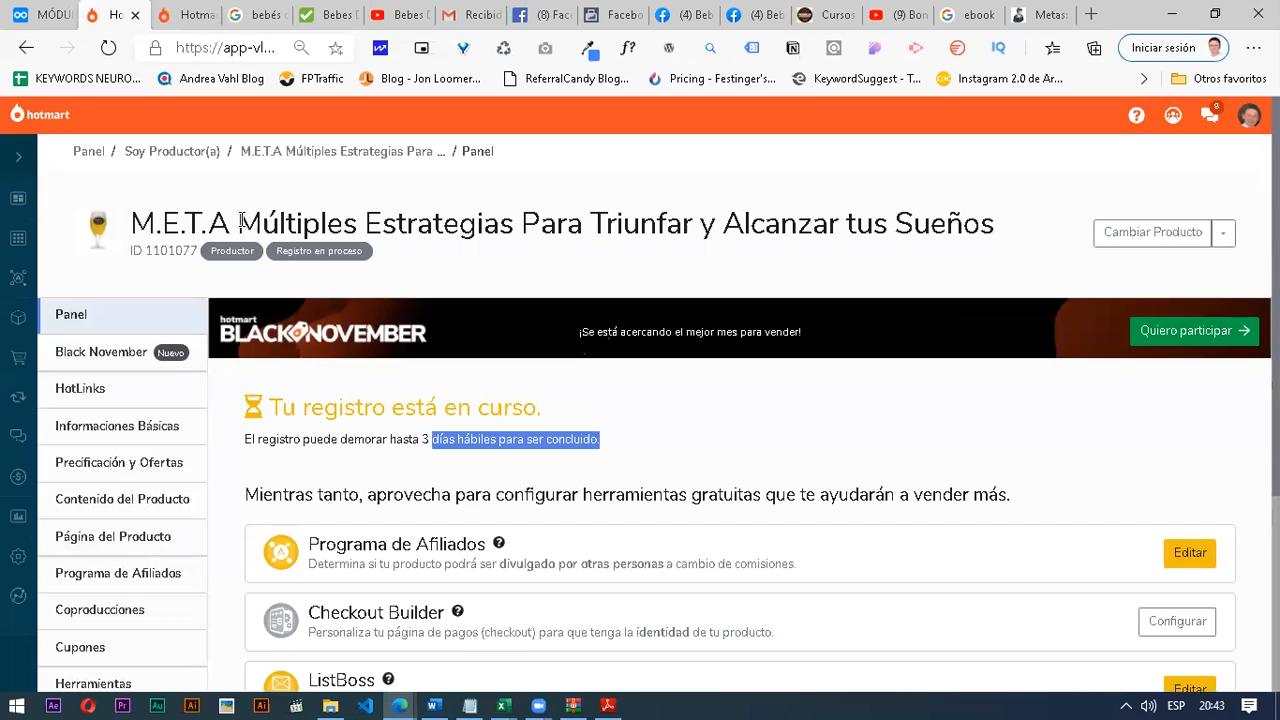 MÓDU
Ho
Hotm
bebés c
Bebes D
Bebes D
Recibid
(8) Fac
Facebo
(4) Beb
(4) Beb
Cursos
(9) Bon
ebook
Metas
https://app-vl...
Iniciar sesión
KEYWORDS NEURO...
Andrea Vahl Blog
FPTraffic
Blog - Jon Loomer...
ReferralCandy Blog...
Pricing - Festinger's...
KeywordSuggest - T...
Instagram 2.0 de Ar...
Otros favoritos
hotmart
8
Panel / Soy Productor(a) / M.E.T.A Múltiples Estrategias Para ... / Panel
M.E.T.A Múltiples Estrategias Para Triunfar y Alcanzar tus Sueños
ID 1101077 Productor Registro en proceso
Cambiar Producto
Panel
Black November Nuevo
HotLinks
Informaciones Básicas
Precificación y Ofertas
Contenido del Producto
Página del Producto
Programa de Afiliados
Coproducciones
Cupones
Herramientas
hotmart
BLACK NOVEMBER
¡Se está acercando el mejor mes para vender!
Quiero participar
Tu registro está en curso.
El registro puede demorar hasta 3 días hábiles para ser concluido.
Mientras tanto, aprovecha para configurar herramientas gratuitas que te ayudarán a vender más.
Programa de Afiliados
Determina si tu producto podrá ser divulgado por otras personas a cambio de comisiones.
Editar
Checkout Builder
Personaliza tu página de pagos (checkout) para que tenga la identidad de tu producto.
Configurar
ListBoss
Editar
ESP
20:43